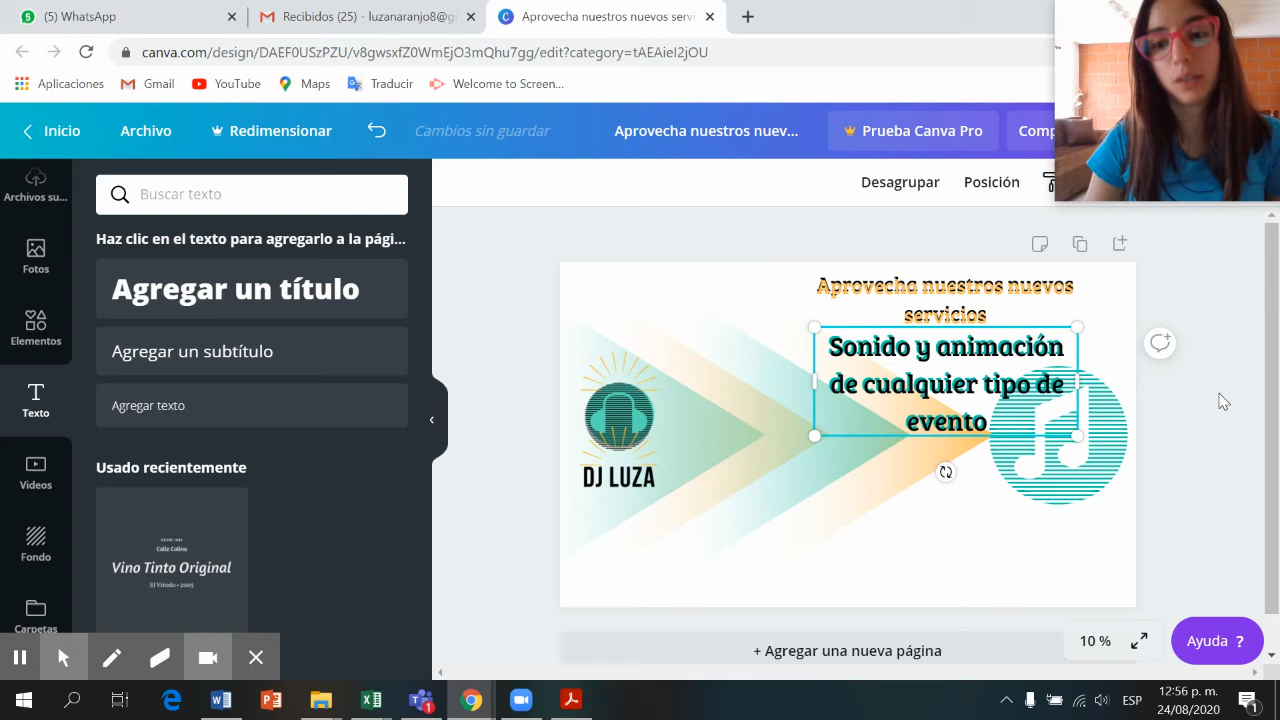 (5) WhatsApp
Recibidos (25) - luzanaranjo8@g
Aprovecha nuestros nuevos servi
canva.com/design/DAEF0USzPZU/v8gwsxfZ0WmEjO3mQhu7gg/edit?category=tAEAieI2jOU
Aplicaciones
Gmail
YouTube
Maps
Traducir
Welcome to Screen...
Inicio
Archivo
Redimensionar
Cambios sin guardar
Aprovecha nuestros nuev...
Prueba Canva Pro
Comp
Archivos su...
Fotos
Elementos
Texto
Videos
Fondo
Carpetas
Buscar texto
Haz clic en el texto para agregarlo a la pági...
Agregar un título
Agregar un subtítulo
Agregar texto
Usado recientemente
Calle Colina
Vino Tinto Original
El Viñedo • 2005
Desagrupar
Posición
Aprovecha nuestros nuevos
servicios
Sonido y animación
de cualquier tipo de
evento
DJ LUZA
+ Agregar una nueva página
10 %
Ayuda ?
ESP
12:56 p. m.
24/08/2020